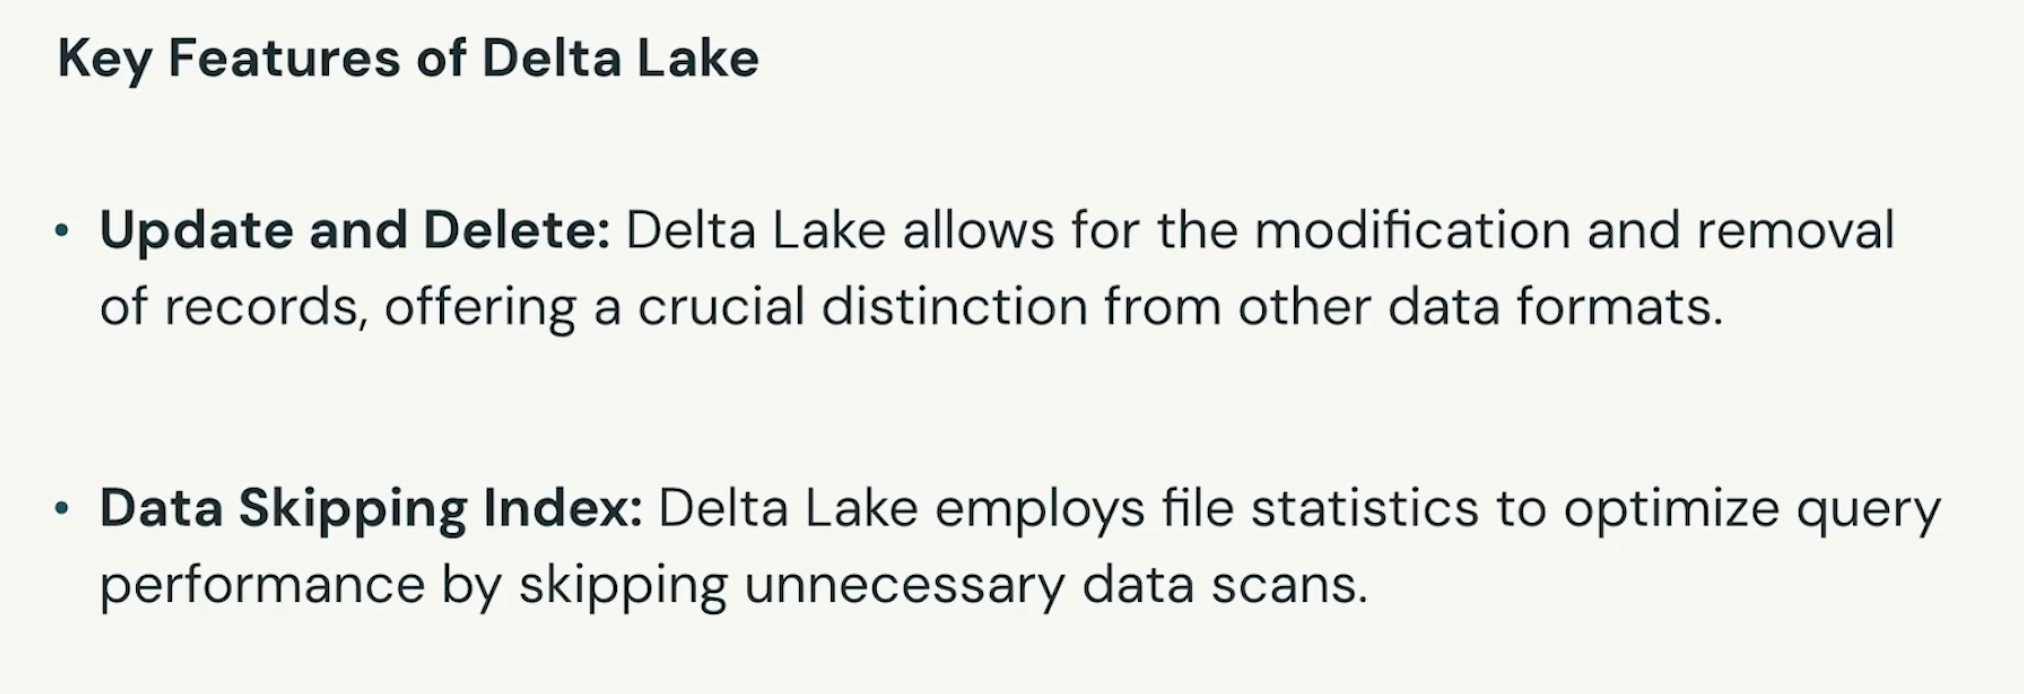 Key Features of Delta Lake
• Update and Delete: Delta Lake allows for the modification and removal
of records, offering a crucial distinction from other data formats.
• Data Skipping Index: Delta Lake employs file statistics to optimize query
performance by skipping unnecessary data scans.